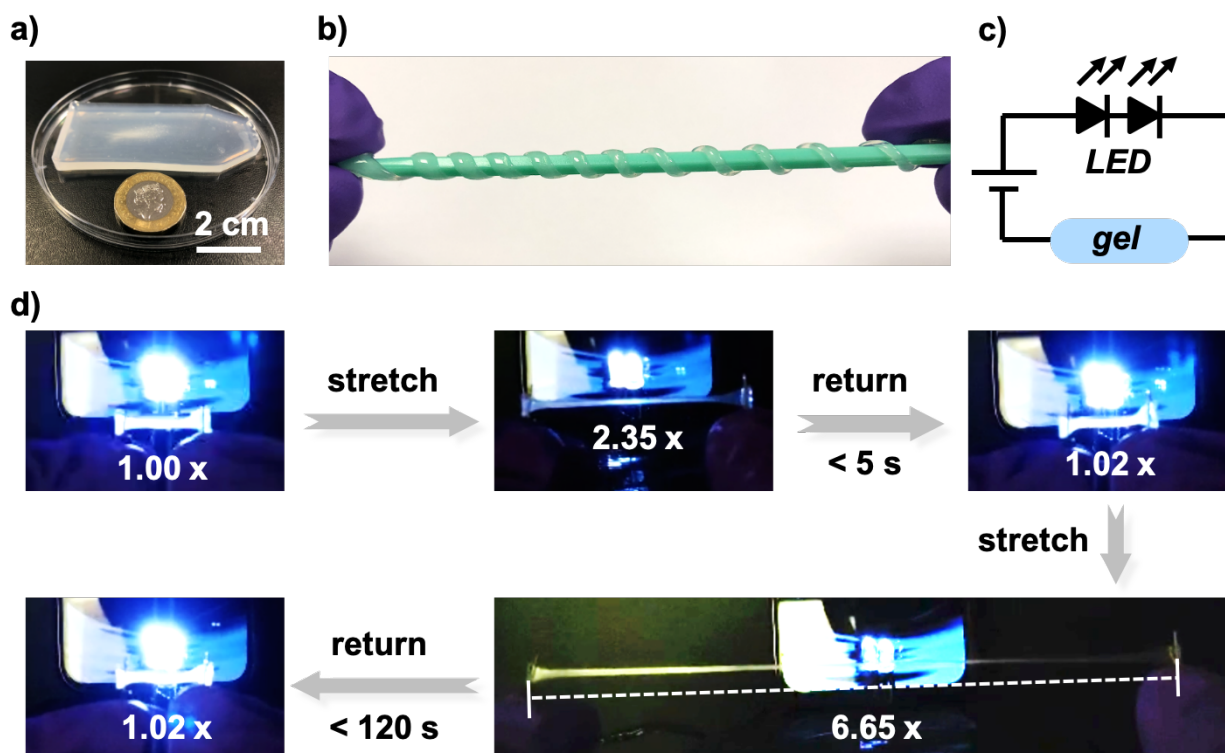 a)
b)
c)
2 cm
LED
gel
d)
1.00 x
stretch
2.35 x
return
< 5 s
1.02 x
stretch
6.65 x
return
< 120 s
1.02 x